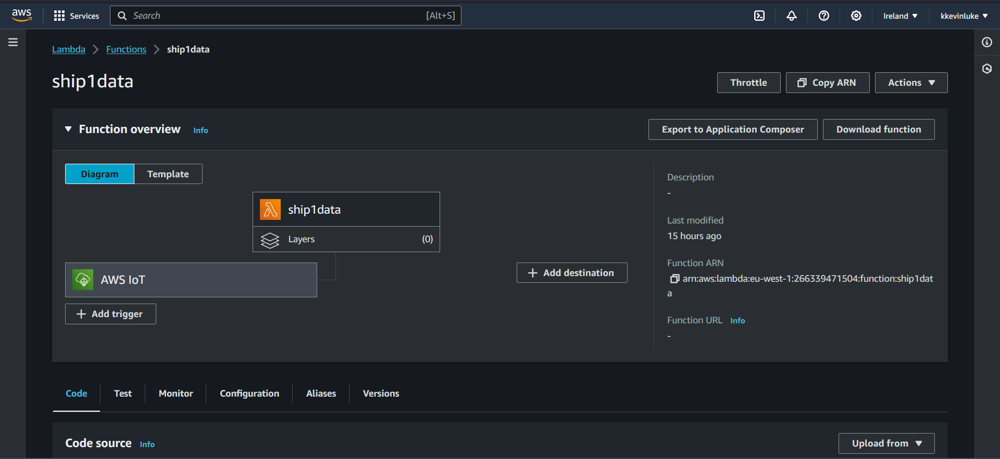 aws Services Search [Alt+S] Ireland kkevinluke
Lambda Functions ship1data
ship1data
Throttle Copy ARN Actions
Function overview Info Export to Application Composer Download function
Diagram Template
ship1data
Layers (0)
AWS IoT
Add trigger
Add destination
Description
-
Last modified
15 hours ago
Function ARN
arn:aws:lambda:eu-west-1:266339471504:function:ship1dat
a
Function URL Info
-
Code Test Monitor Configuration Aliases Versions
Code source Info Upload from